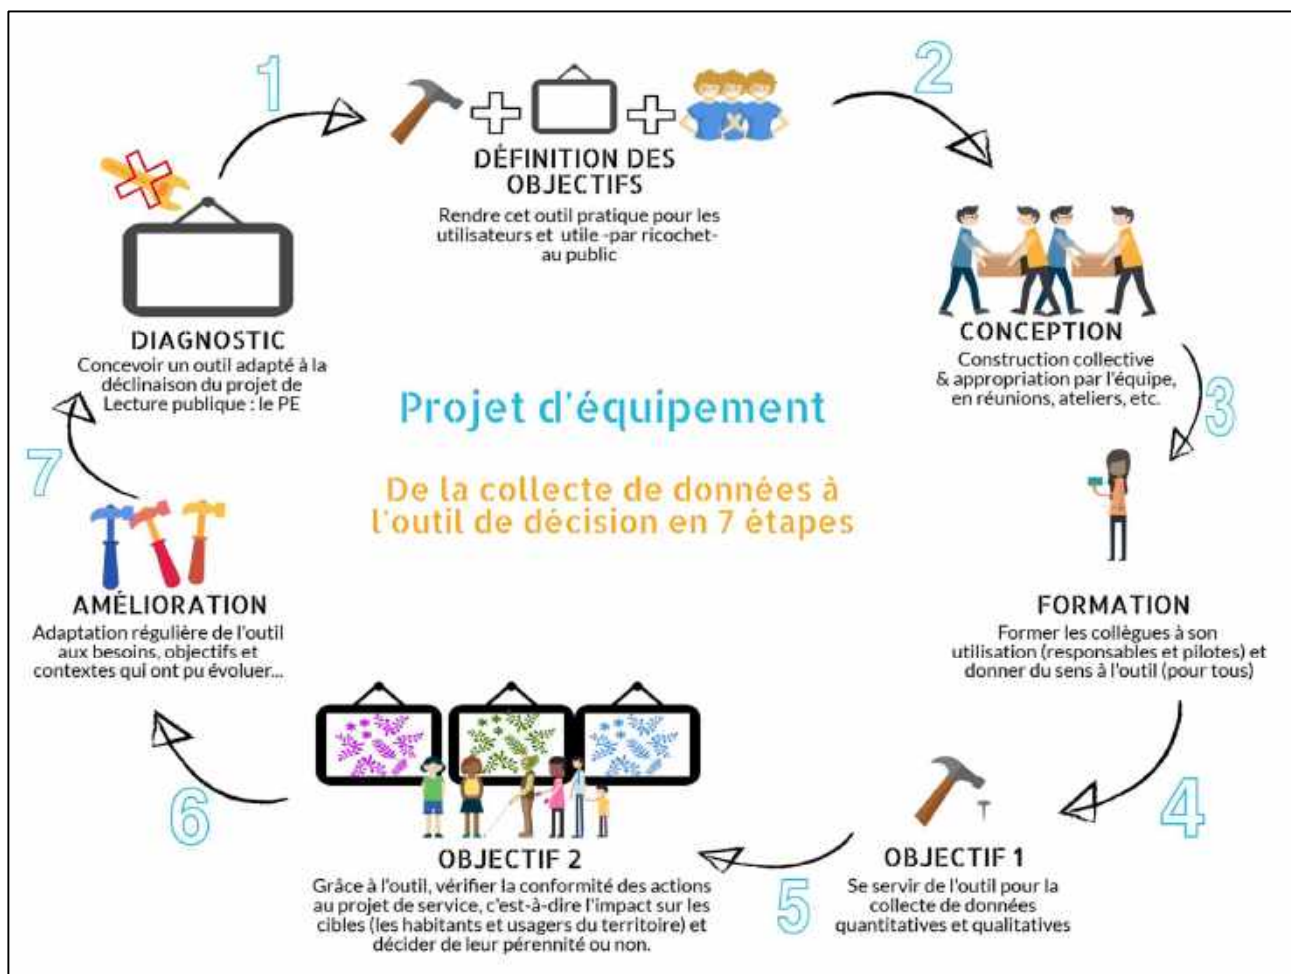 Projet d'équipement
De la collecte de données à
l'outil de décision en 7 étapes
DIAGNOSTIC
Concevoir un outil adapté à la
déclinaison du projet de
Lecture publique : le PE
1
DÉFINITION DES
OBJECTIFS
Rendre cet outil pratique pour les
utilisateurs et utile -par ricochet-
au public
2
CONCEPTION
Construction collective
& appropriation par l'équipe,
en réunions, ateliers, etc.
3
FORMATION
Former les collègues à son
utilisation (responsables et pilotes) et
donner du sens à l'outil (pour tous)
4
OBJECTIF 1
Se servir de l'outil pour la
collecte de données
quantitatives et qualitatives
5
OBJECTIF 2
Grâce à l'outil, vérifier la conformité des actions
au projet de service, c'est-à-dire l'impact sur les
cibles (les habitants et usagers du territoire) et
décider de leur pérennité ou non.
6
AMÉLIORATION
Adaptation régulière de l'outil
aux besoins, objectifs et
contextes qui ont pu évoluer...
7